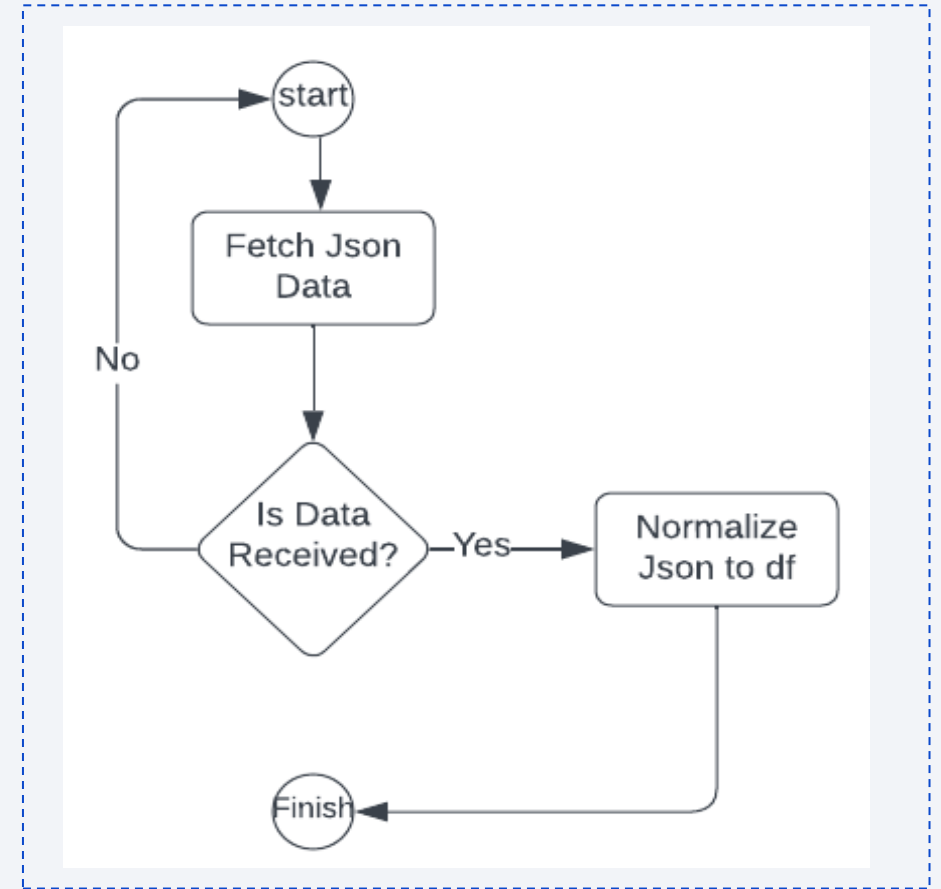 start
Fetch Json
Data
No
Is Data
Received?
Yes
Normalize
Json to df
Finish